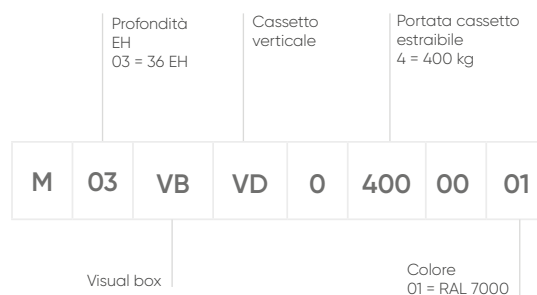 Profondità
EH
03 = 36 EH
Cassetto
verticale
Portata cassetto
estraibile
4 = 400 kg
M 03 VB VD 0 400 00 01
Visual box
Colore
01 = RAL 7000